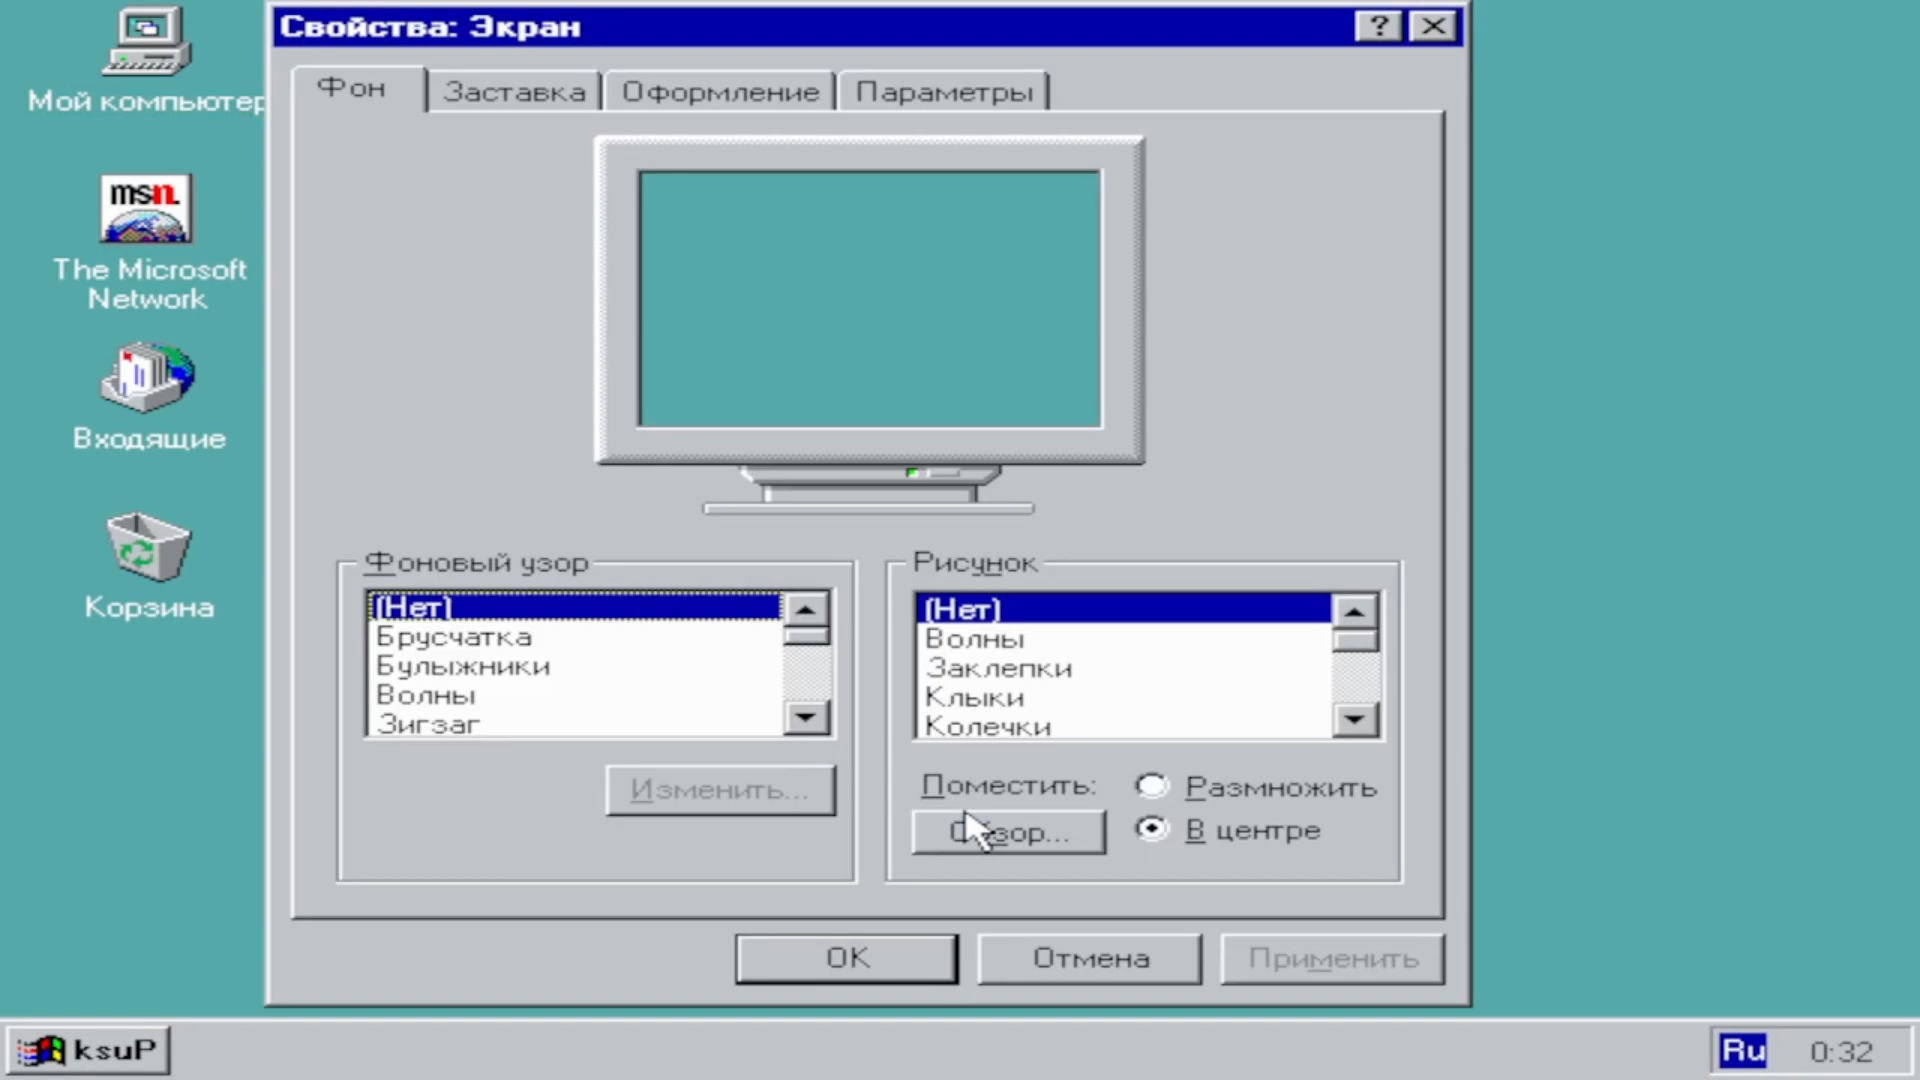 Свойства: Экран
?
Мой компьютер
msn.
The Microsoft
Network
Входящие
Корзина
Фон
Заставка
Оформление
Параметры
Фоновый узор
(Нет)
Брусчатка
Булыжники
Волны
Зигзаг
Изменить...
Рисунок
(Нет)
Волны
Заклепки
Клыки
Колечки
Поместить:
Размножить
В центре
Обзор...
OK
Отмена
Применить
ksuP
Ru
0:32